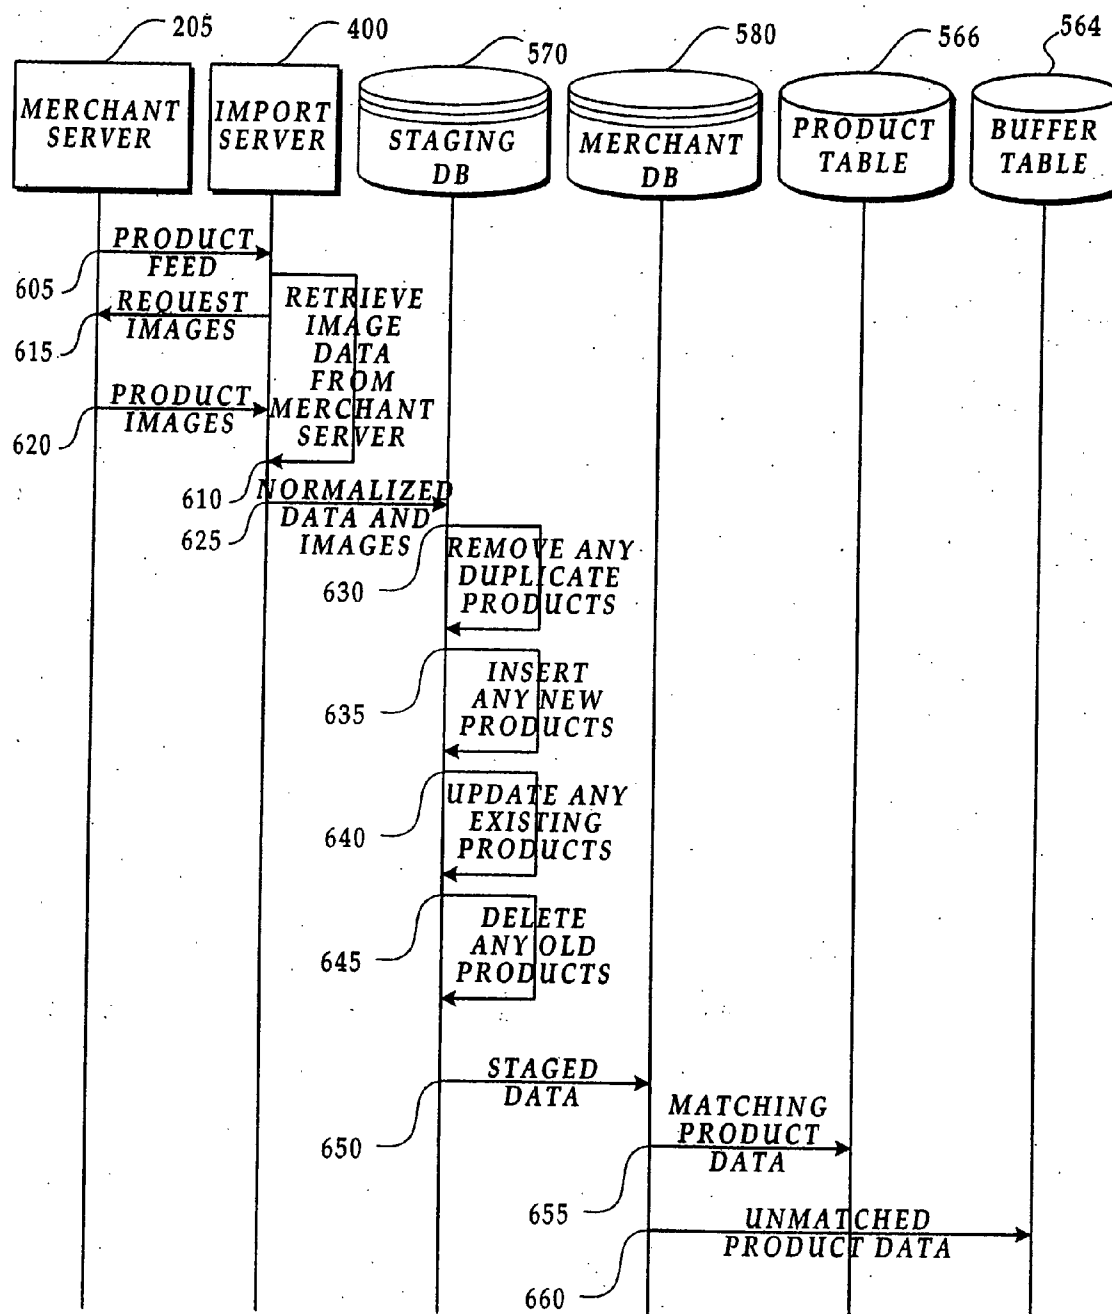 205
400
570
580
566
564
MERCHANT
SERVER
IMPORT
SERVER
STAGING
DB
MERCHANT
DB
PRODUCT
TABLE
BUFFER
TABLE
PRODUCT
FEED
605
REQUEST
IMAGES
615
RETRIEVE
IMAGE
DATA
FROM
MERCHANT
SERVER
PRODUCT
IMAGES
620
610
NORMALIZED
DATA AND
IMAGES
625
REMOVE ANY
DUPLICATE
PRODUCTS
630
INSERT
ANY NEW
PRODUCTS
635
UPDATE ANY
EXISTING
PRODUCTS
640
DELETE
ANY OLD
PRODUCTS
645
STAGED
DATA
650
MATCHING
PRODUCT
DATA
655
UNMATCHED
PRODUCT DATA
660